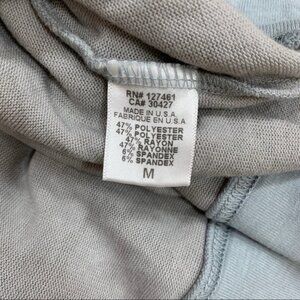 RN# 127461
CA# 30427
MADE IN U.S.A.
FABRIQUE EN U.S.A
47% POLYESTER
47% POLYESTER
47% RAYON
47% RAYONNE
6% SPANDEX
6% SPANDEX
M